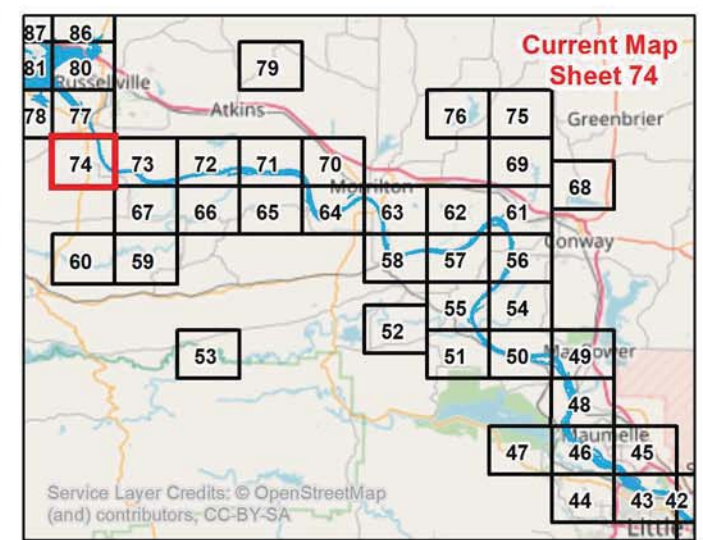 87 86
Current Map
Sheet 74
81 80
79
Russellville
78 77
Atkins
76 75
Greenbrier
74 73 72 71 70
69
68
Morrilton
67 66 65 64 63 62 61
Conway
60 59
58 57 56
55 54
52
53
51 50
49
48
Maumelle
47 46 45
Service Layer Credits: © OpenStreetMap
(and) contributors, CC-BY-SA
44 43 42
Little